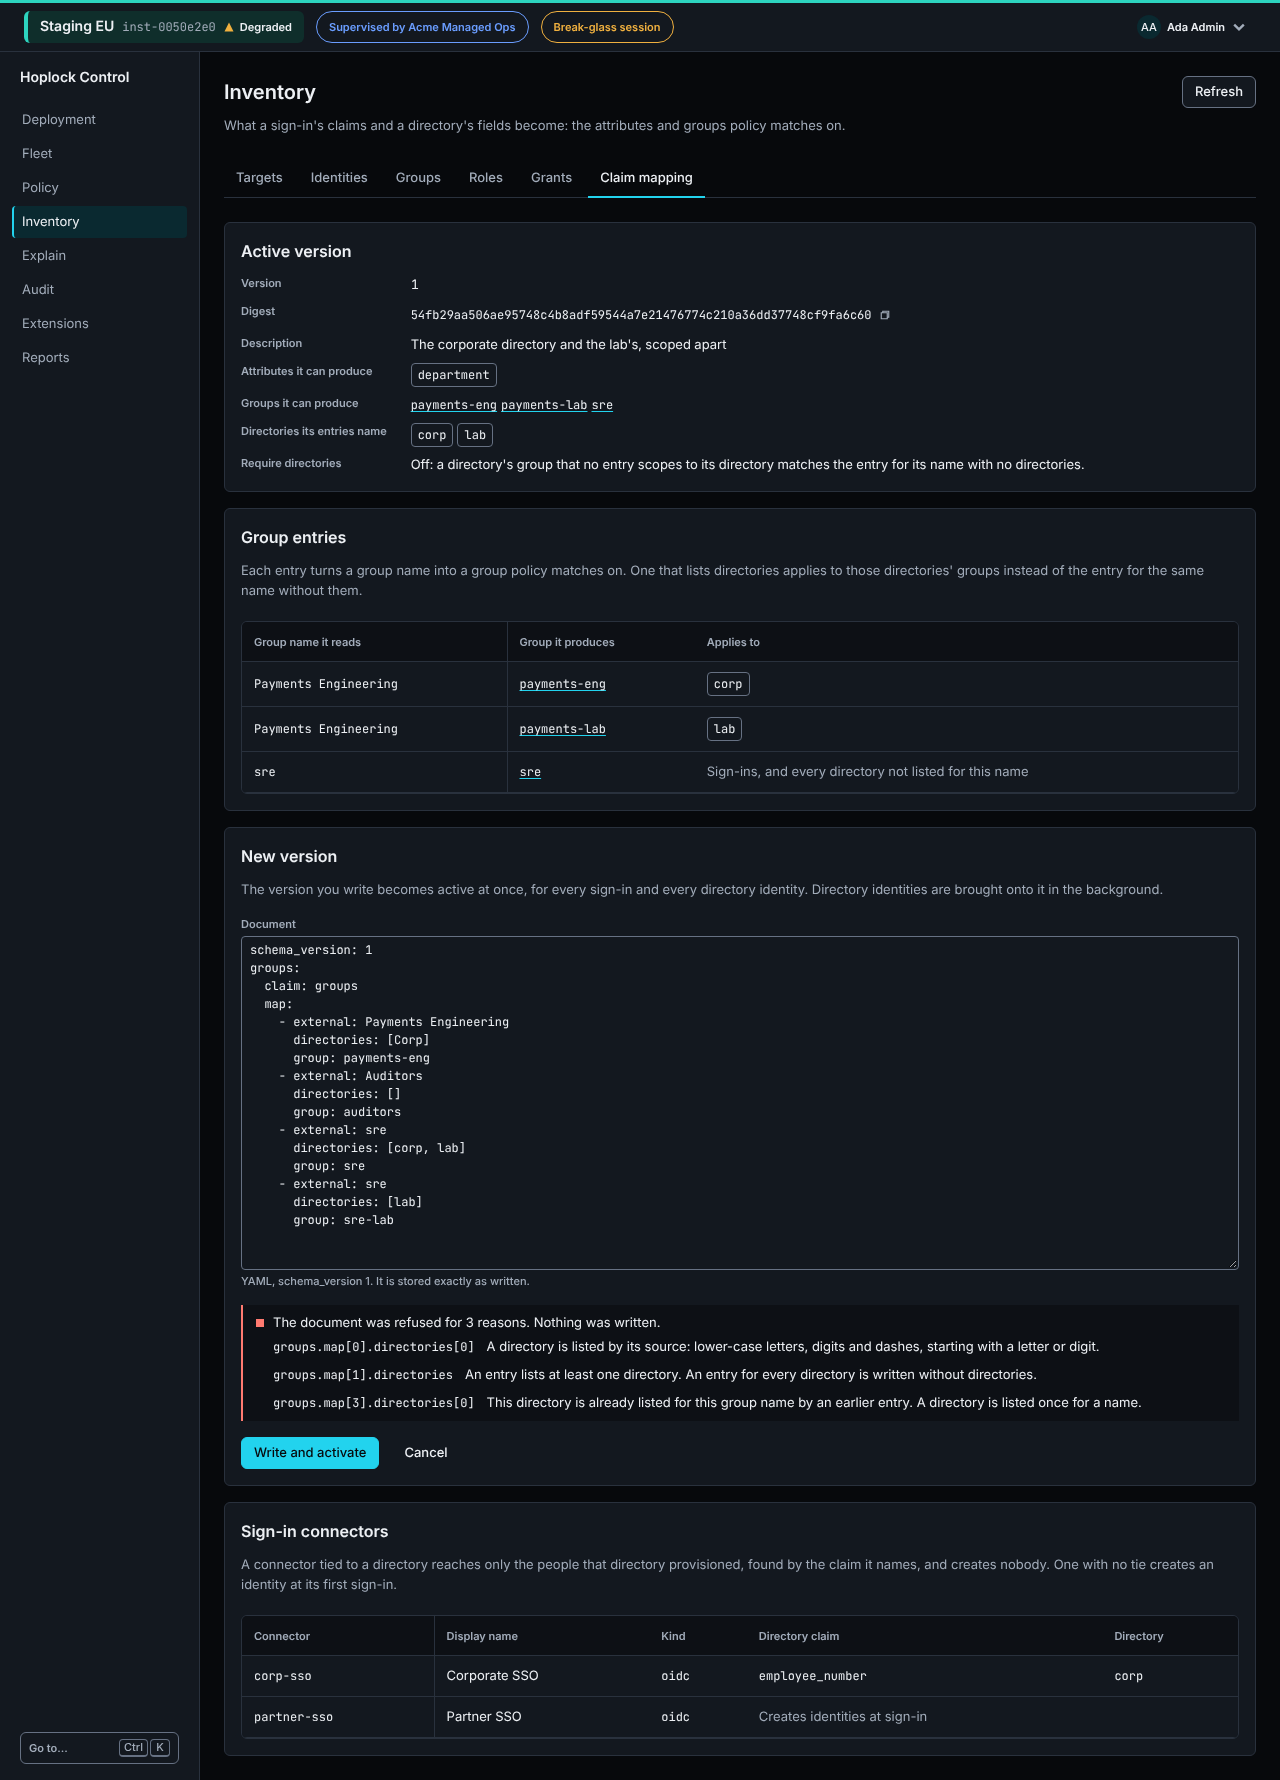 Staging EU inst-0050e2e0 Degraded Supervised by Acme Managed Ops Break-glass session AA Ada Admin
Hoplock Control
Deployment
Fleet
Policy
Inventory
Explain
Audit
Extensions
Reports
Go to... Ctrl K
Inventory
Refresh
What a sign-in's claims and a directory's fields become: the attributes and groups policy matches on.
Targets Identities Groups Roles Grants Claim mapping
Active version
Version 1
Digest 54fb29aa506ae95748c4b8adf59544a7e21476774c210a36dd37748cf9fa6c60
Description The corporate directory and the lab's, scoped apart
Attributes it can produce department
Groups it can produce payments-eng payments-lab sre
Directories its entries name corp lab
Require directories Off: a directory's group that no entry scopes to its directory matches the entry for its name with no directories.
Group entries
Each entry turns a group name into a group policy matches on. One that lists directories applies to those directories' groups instead of the entry for the same
name without them.
Group name it reads Group it produces Applies to
Payments Engineering payments-eng corp
Payments Engineering payments-lab lab
sre sre Sign-ins, and every directory not listed for this name
New version
The version you write becomes active at once, for every sign-in and every directory identity. Directory identities are brought onto it in the background.
Document
schema_version: 1
groups:
  claim: groups
  map:
    - external: Payments Engineering
      directories: [Corp]
      group: payments-eng
    - external: Auditors
      directories: []
      group: auditors
    - external: sre
      directories: [corp, lab]
      group: sre
    - external: sre
      directories: [lab]
      group: sre-lab
YAML, schema_version 1. It is stored exactly as written.
The document was refused for 3 reasons. Nothing was written.
groups.map[0].directories[0] A directory is listed by its source: lower-case letters, digits and dashes, starting with a letter or digit.
groups.map[1].directories An entry lists at least one directory. An entry for every directory is written without directories.
groups.map[3].directories[0] This directory is already listed for this group name by an earlier entry. A directory is listed once for a name.
Write and activate Cancel
Sign-in connectors
A connector tied to a directory reaches only the people that directory provisioned, found by the claim it names, and creates nobody. One with no tie creates an
identity at its first sign-in.
Connector Display name Kind Directory claim Directory
corp-sso Corporate SSO oidc employee_number corp
partner-sso Partner SSO oidc Creates identities at sign-in